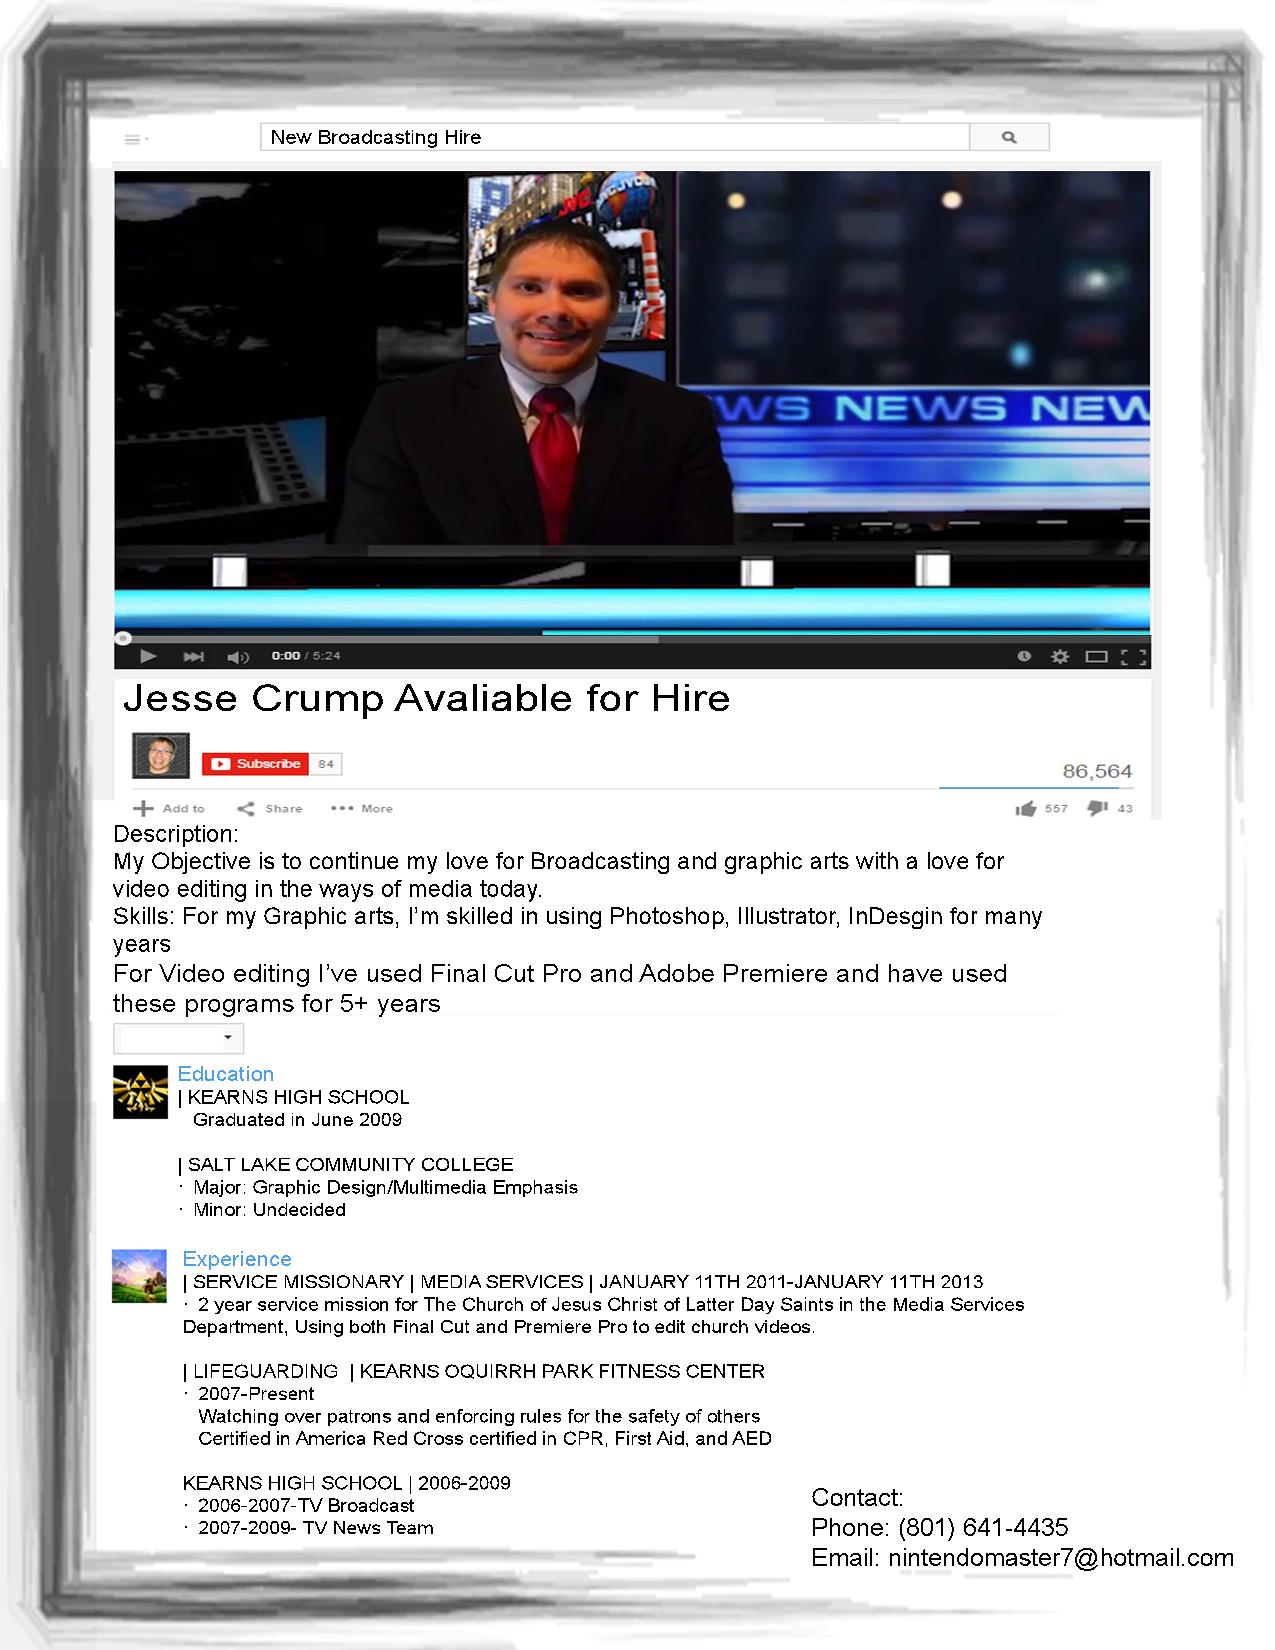 New Broadcasting Hire
JVC
JVC
WS NEWS NEW
0:00 / 5:24
Jesse Crump Avaliable for Hire
Subscribe 84
86,564
Add to Share More
557 43
Description:
My Objective is to continue my love for Broadcasting and graphic arts with a love for
video editing in the ways of media today.
Skills: For my Graphic arts, I'm skilled in using Photoshop, Illustrator, InDesgin for many
years
For Video editing I've used Final Cut Pro and Adobe Premiere and have used
these programs for 5+ years
Education
| KEARNS HIGH SCHOOL
Graduated in June 2009
| SALT LAKE COMMUNITY COLLEGE
· Major: Graphic Design/Multimedia Emphasis
· Minor: Undecided
Experience
| SERVICE MISSIONARY | MEDIA SERVICES | JANUARY 11TH 2011-JANUARY 11TH 2013
· 2 year service mission for The Church of Jesus Christ of Latter Day Saints in the Media Services
Department, Using both Final Cut and Premiere Pro to edit church videos.
| LIFEGUARDING | KEARNS OQUIRRH PARK FITNESS CENTER
· 2007-Present
Watching over patrons and enforcing rules for the safety of others
Certified in America Red Cross certified in CPR, First Aid, and AED
KEARNS HIGH SCHOOL | 2006-2009
· 2006-2007-TV Broadcast
· 2007-2009- TV News Team
Contact:
Phone: (801) 641-4435
Email: nintendomaster7@hotmail.com